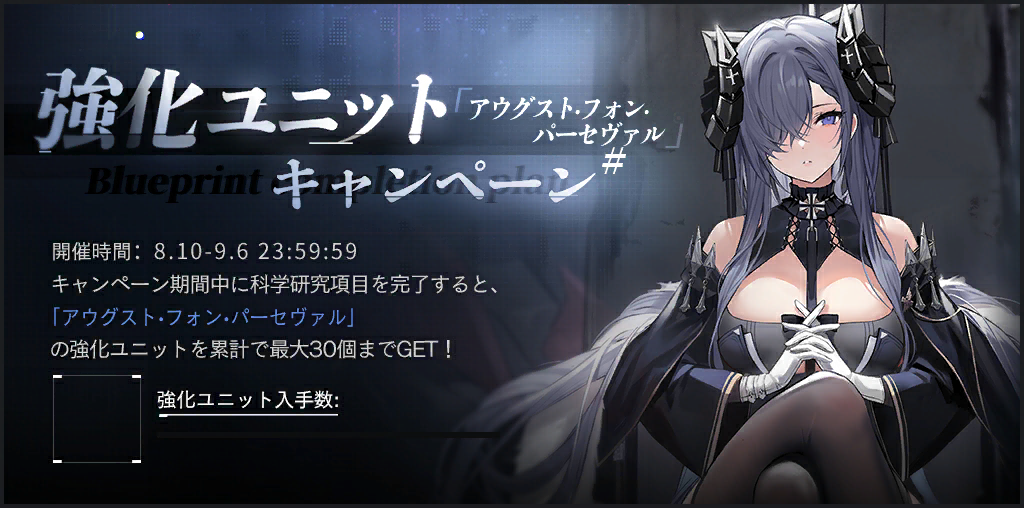 強化ユニット「アウグスト・フォン・
パーセヴァル」
キャンペーン#
Blueprint completion plan
開催時間：8.10-9.6 23:59:59
キャンペーン期間中に科学研究項目を完了すると、
「アウグスト・フォン・パーセヴァル」
の強化ユニットを累計で最大30個までGET！
強化ユニット入手数: